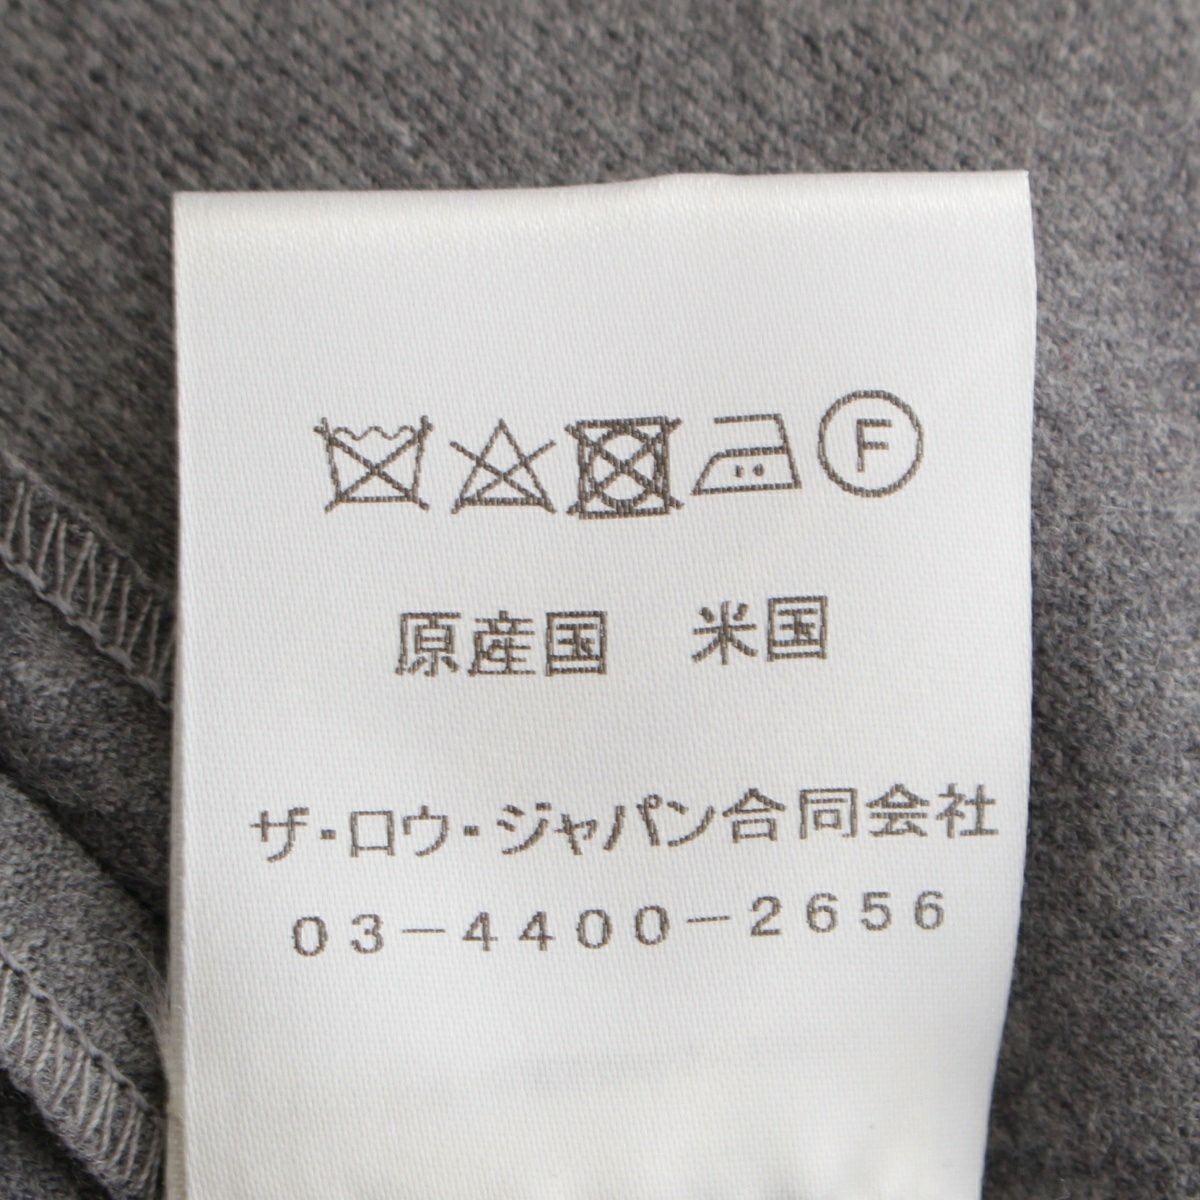 F
原産国　米国
ザ・ロウ・ジャパン合同会社
03-4400-2656